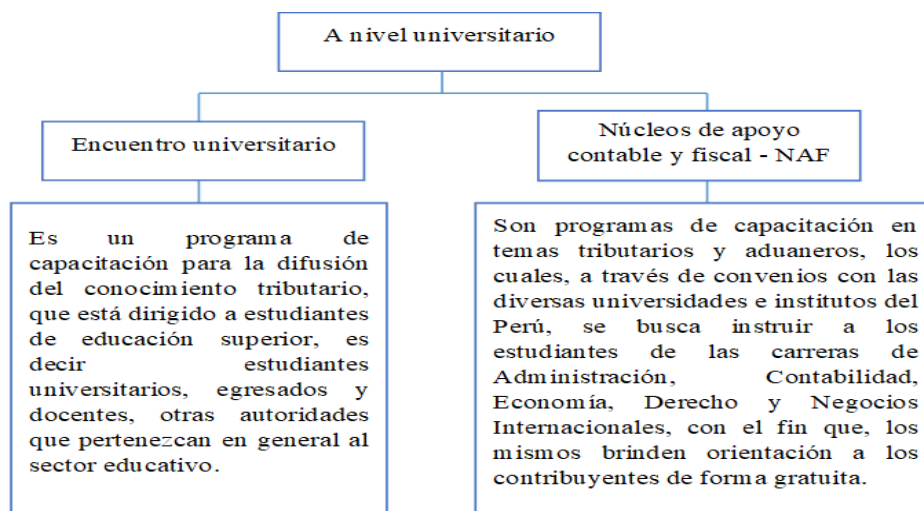 A nivel universitario
Encuentro universitario
Núcleos de apoyo
contable y fiscal - NAF
Es un programa de
capacitación para la difusión
del conocimiento tributario,
que está dirigido a estudiantes
de educación superior, es
decir estudiantes
universitarios, egresados y
docentes, otras autoridades
que pertenezcan en general al
sector educativo.
Son programas de capacitación en
temas tributarios y aduaneros, los
cuales, a través de convenios con las
diversas universidades e institutos del
Perú, se busca instruir a los
estudiantes de las carreras de
Administración, Contabilidad,
Economía, Derecho y Negocios
Internacionales, con el fin que, los
mismos brinden orientación a los
contribuyentes de forma gratuita.